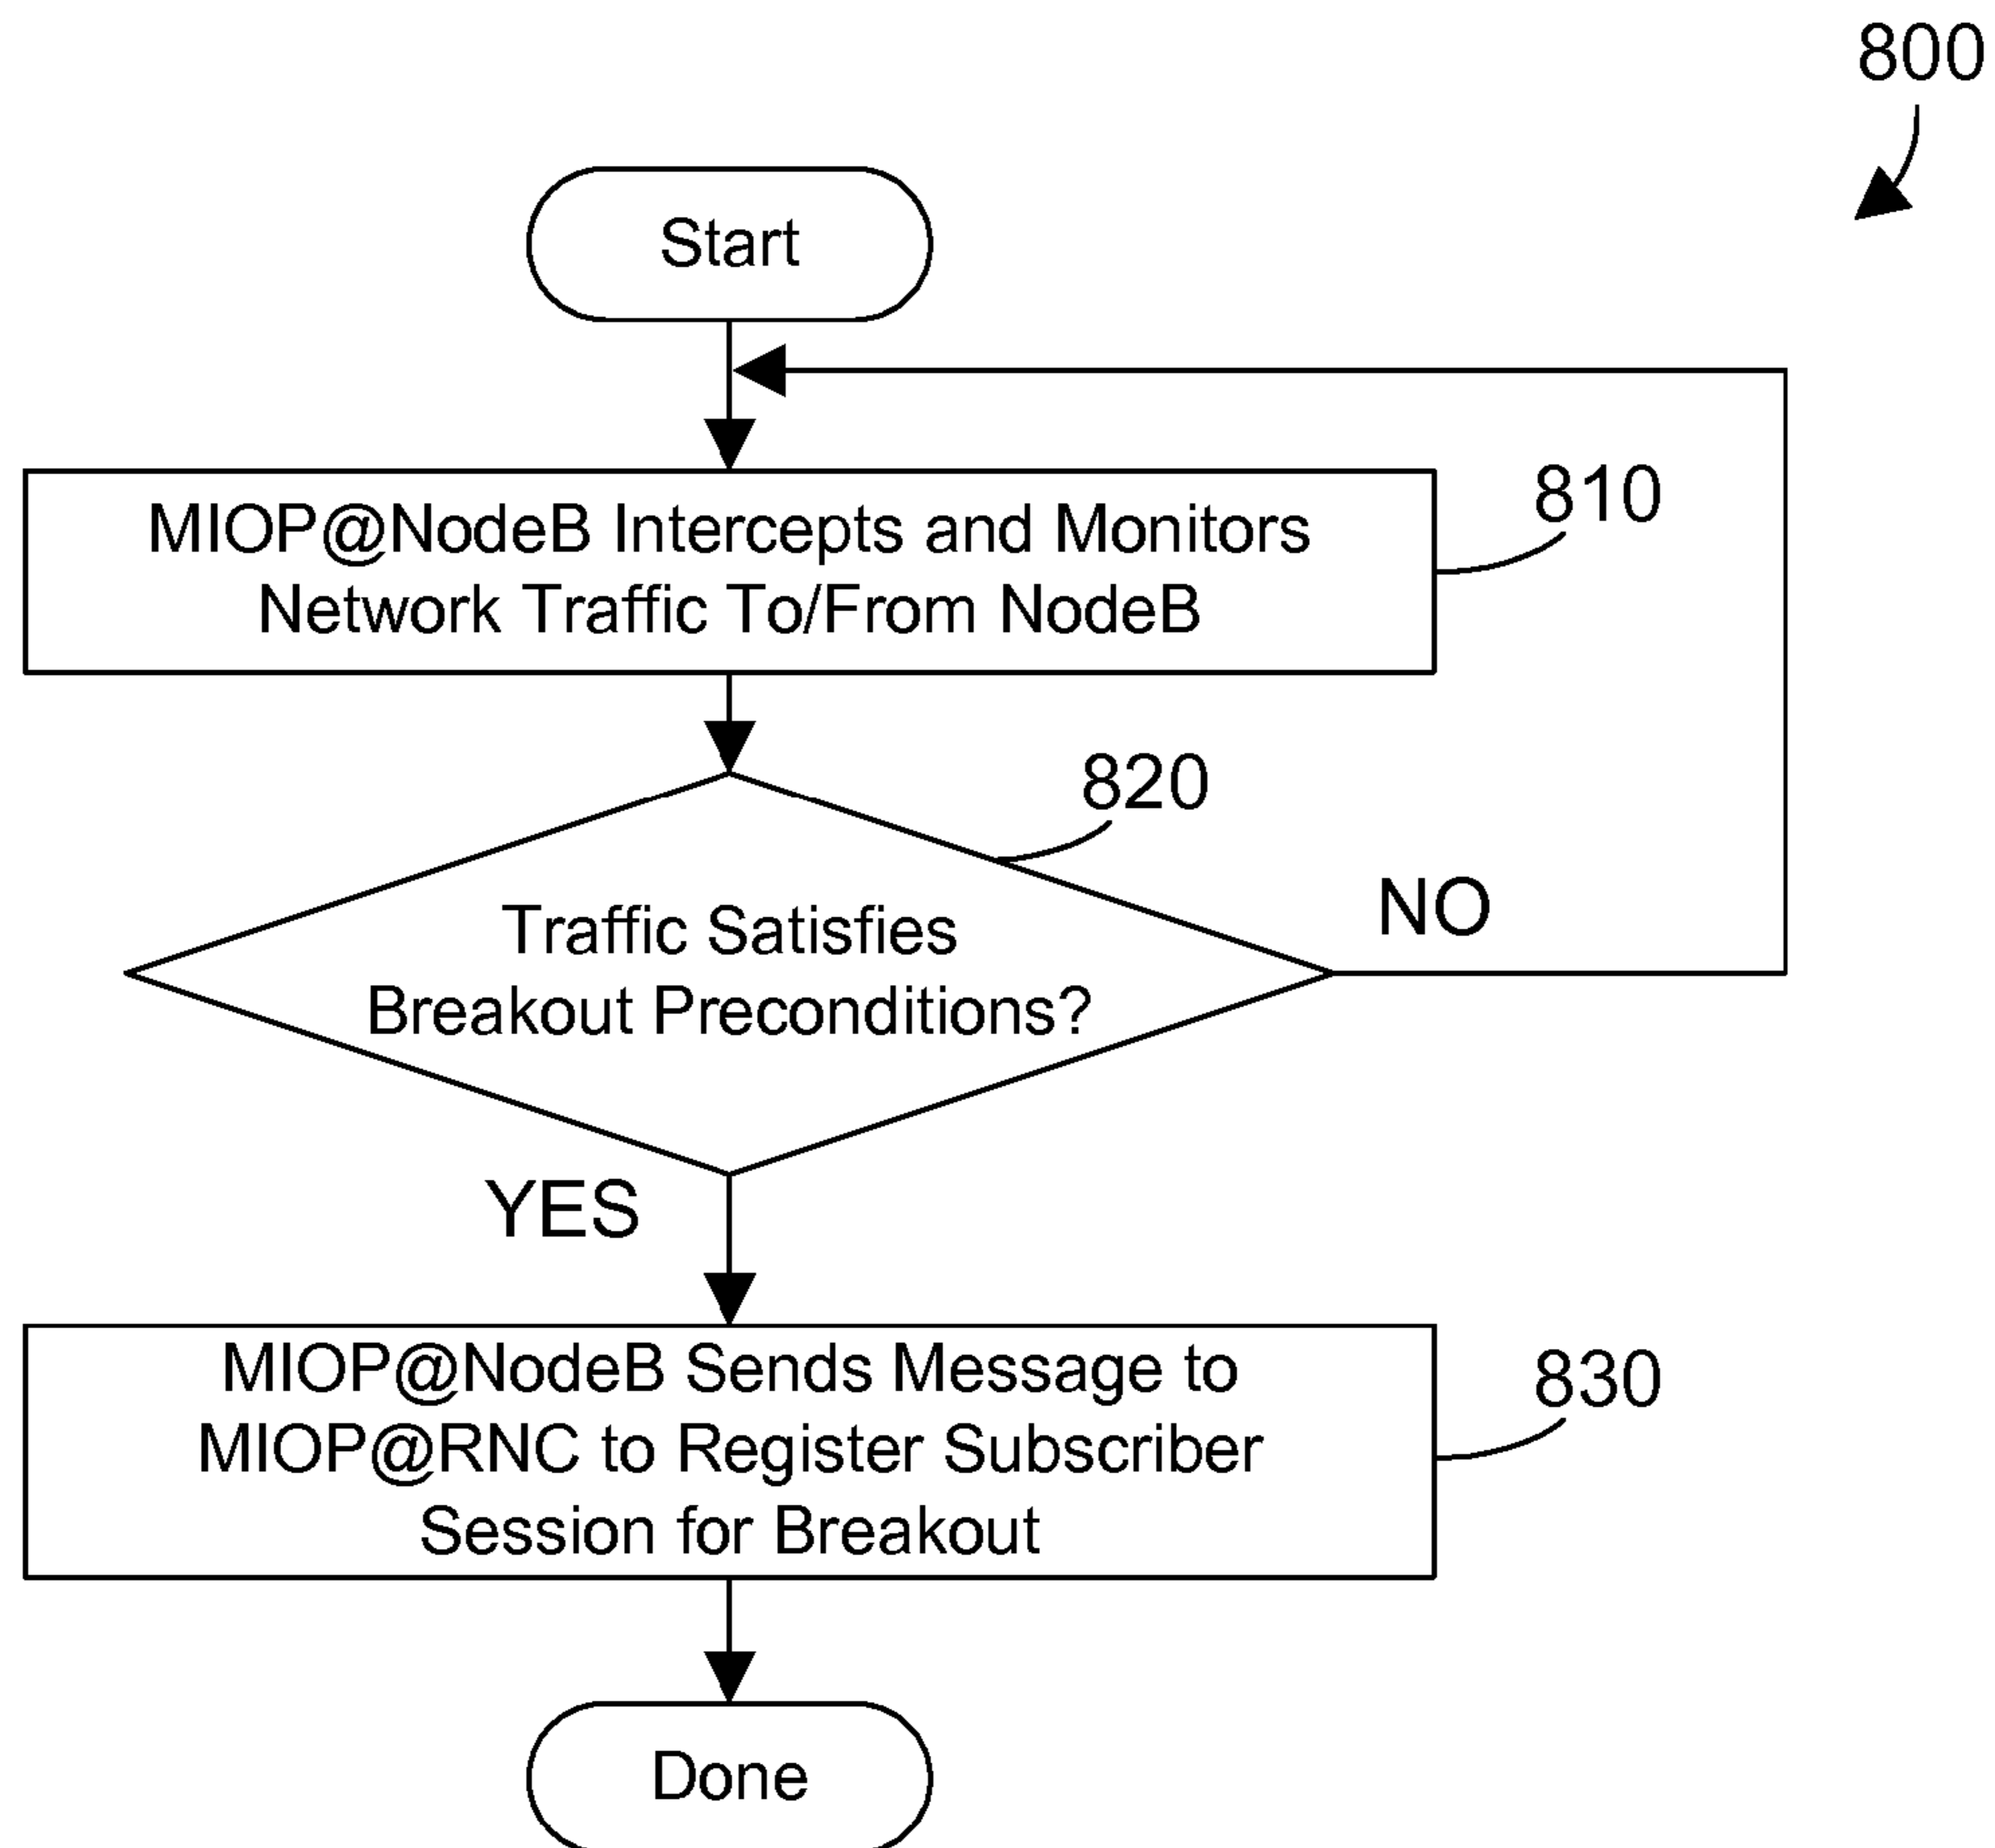 800
Start
MIOP@NodeB Intercepts and Monitors
Network Traffic To/From NodeB
810
820
Traffic Satisfies
Breakout Preconditions?
NO
YES
MIOP@NodeB Sends Message to
MIOP@RNC to Register Subscriber
Session for Breakout
830
Done